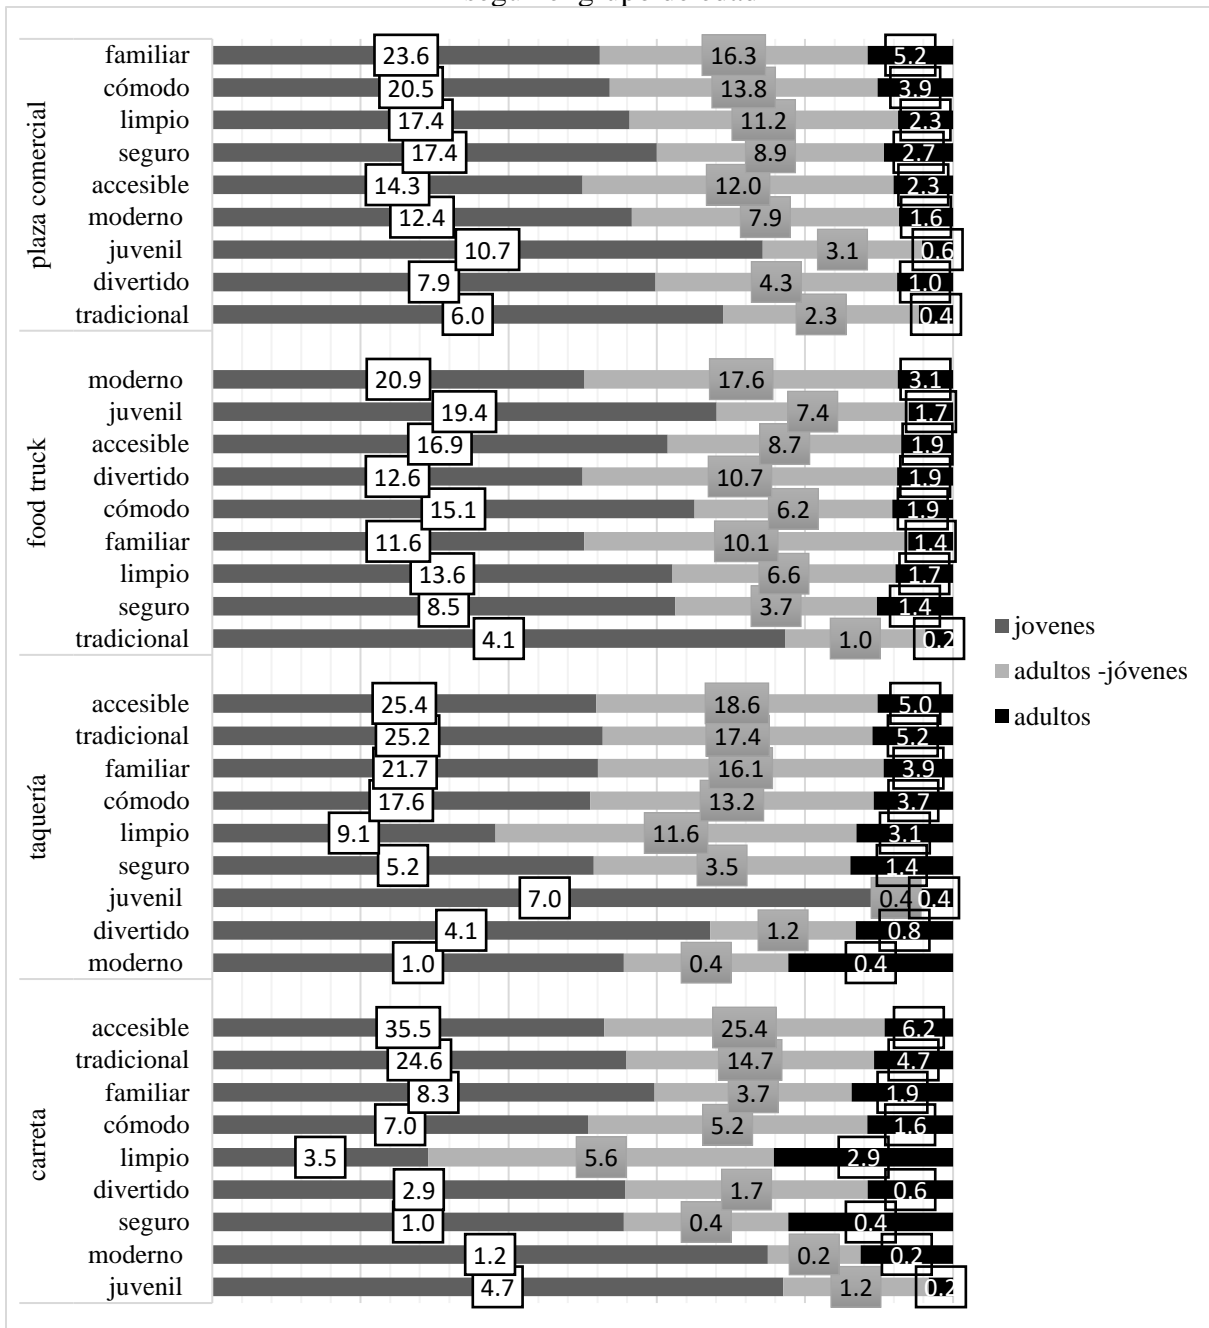 plaza comercial
familiar 23.6 16.3 5.2
cómodo 20.5 13.8 3.9
limpio 17.4 11.2 2.3
seguro 17.4 8.9 2.7
accesible 14.3 12.0 2.3
moderno 12.4 7.9 1.6
juvenil 10.7 3.1 0.6
divertido 7.9 4.3 1.0
tradicional 6.0 2.3 0.4
food truck
moderno 20.9 17.6 3.1
juvenil 19.4 7.4 1.7
accesible 16.9 8.7 1.9
divertido 12.6 10.7 1.9
cómodo 15.1 6.2 1.9
familiar 11.6 10.1 1.4
limpio 13.6 6.6 1.7
seguro 8.5 3.7 1.4
tradicional 4.1 1.0 0.2
jovenes
adultos -jóvenes
adultos
taquería
accesible 25.4 18.6 5.0
tradicional 25.2 17.4 5.2
familiar 21.7 16.1 3.9
cómodo 17.6 13.2 3.7
limpio 9.1 11.6 3.1
seguro 5.2 3.5 1.4
juvenil 7.0 0.4 0.4
divertido 4.1 1.2 0.8
moderno 1.0 0.4 0.4
carreta
accesible 35.5 25.4 6.2
tradicional 24.6 14.7 4.7
familiar 8.3 3.7 1.9
cómodo 7.0 5.2 1.6
limpio 3.5 5.6 2.9
divertido 2.9 1.7 0.6
seguro 1.0 0.4 0.4
moderno 1.2 0.2 0.2
juvenil 4.7 1.2 0.2